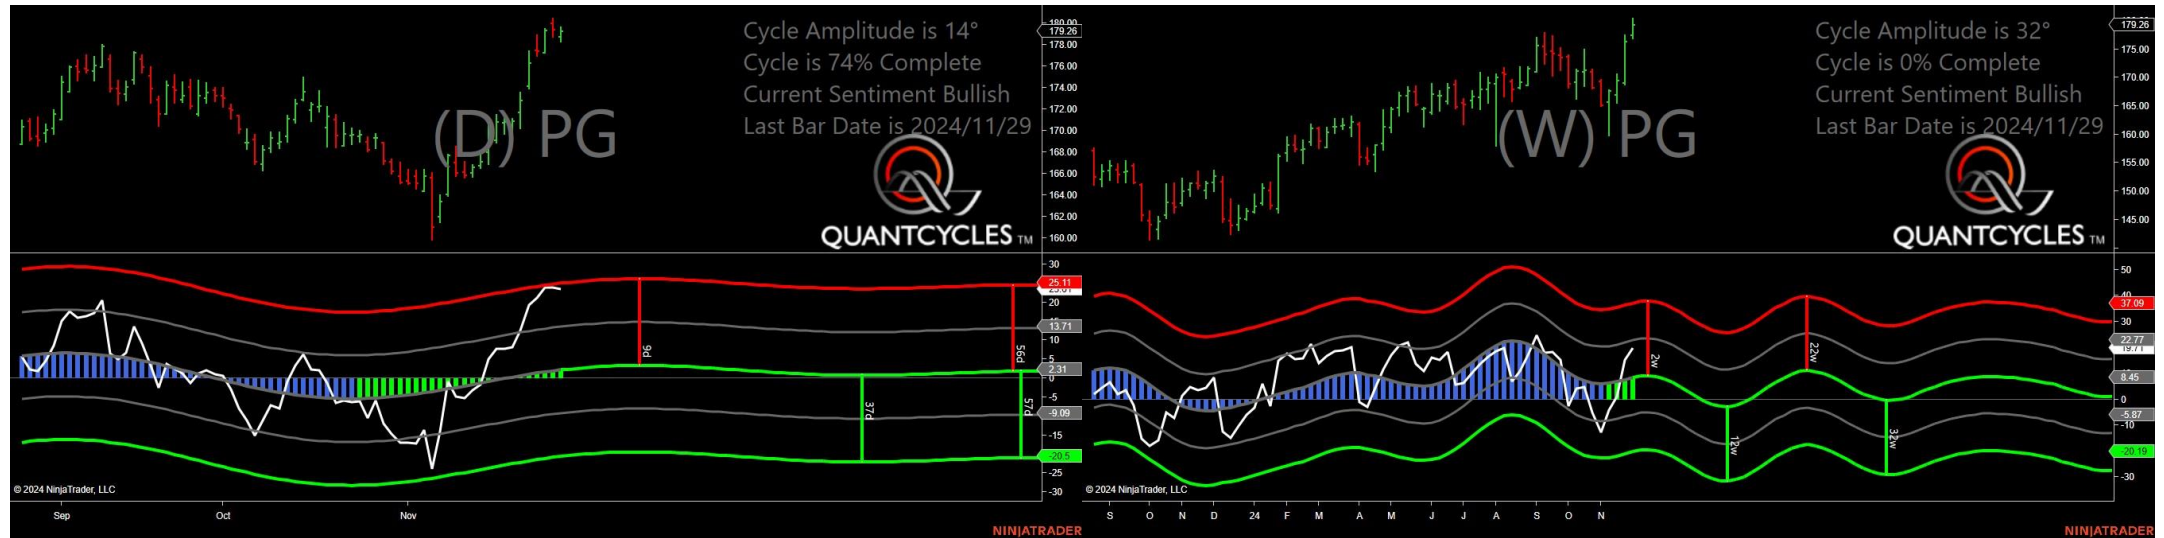 Cycle Amplitude is 14°
Cycle is 74% Complete
Current Sentiment Bullish
Last Bar Date is 2024/11/29
(D) PG
QUANTCYCLES TM
180.00
179.26
178.00
176.00
174.00
172.00
170.00
168.00
166.00
164.00
162.00
160.00
30
25.11
20
13.71
10
5
2.31
0
-5
-9.09
-15
-20.5
-25
-30
9d
37d
56d
57d
© 2024 NinjaTrader, LLC
Sep Oct Nov
NINJATRADER
Cycle Amplitude is 32°
Cycle is 0% Complete
Current Sentiment Bullish
Last Bar Date is 2024/11/29
(W) PG
QUANTCYCLES TM
179.26
175.00
170.00
165.00
160.00
155.00
150.00
145.00
50
40
37.09
30
22.77
19.71
8.45
0
-5.87
-10
-20.19
-30
2w
12w
22w
32w
© 2024 NinjaTrader, LLC
S O N D 24 F M A M J J A S O N
NINJATRADER